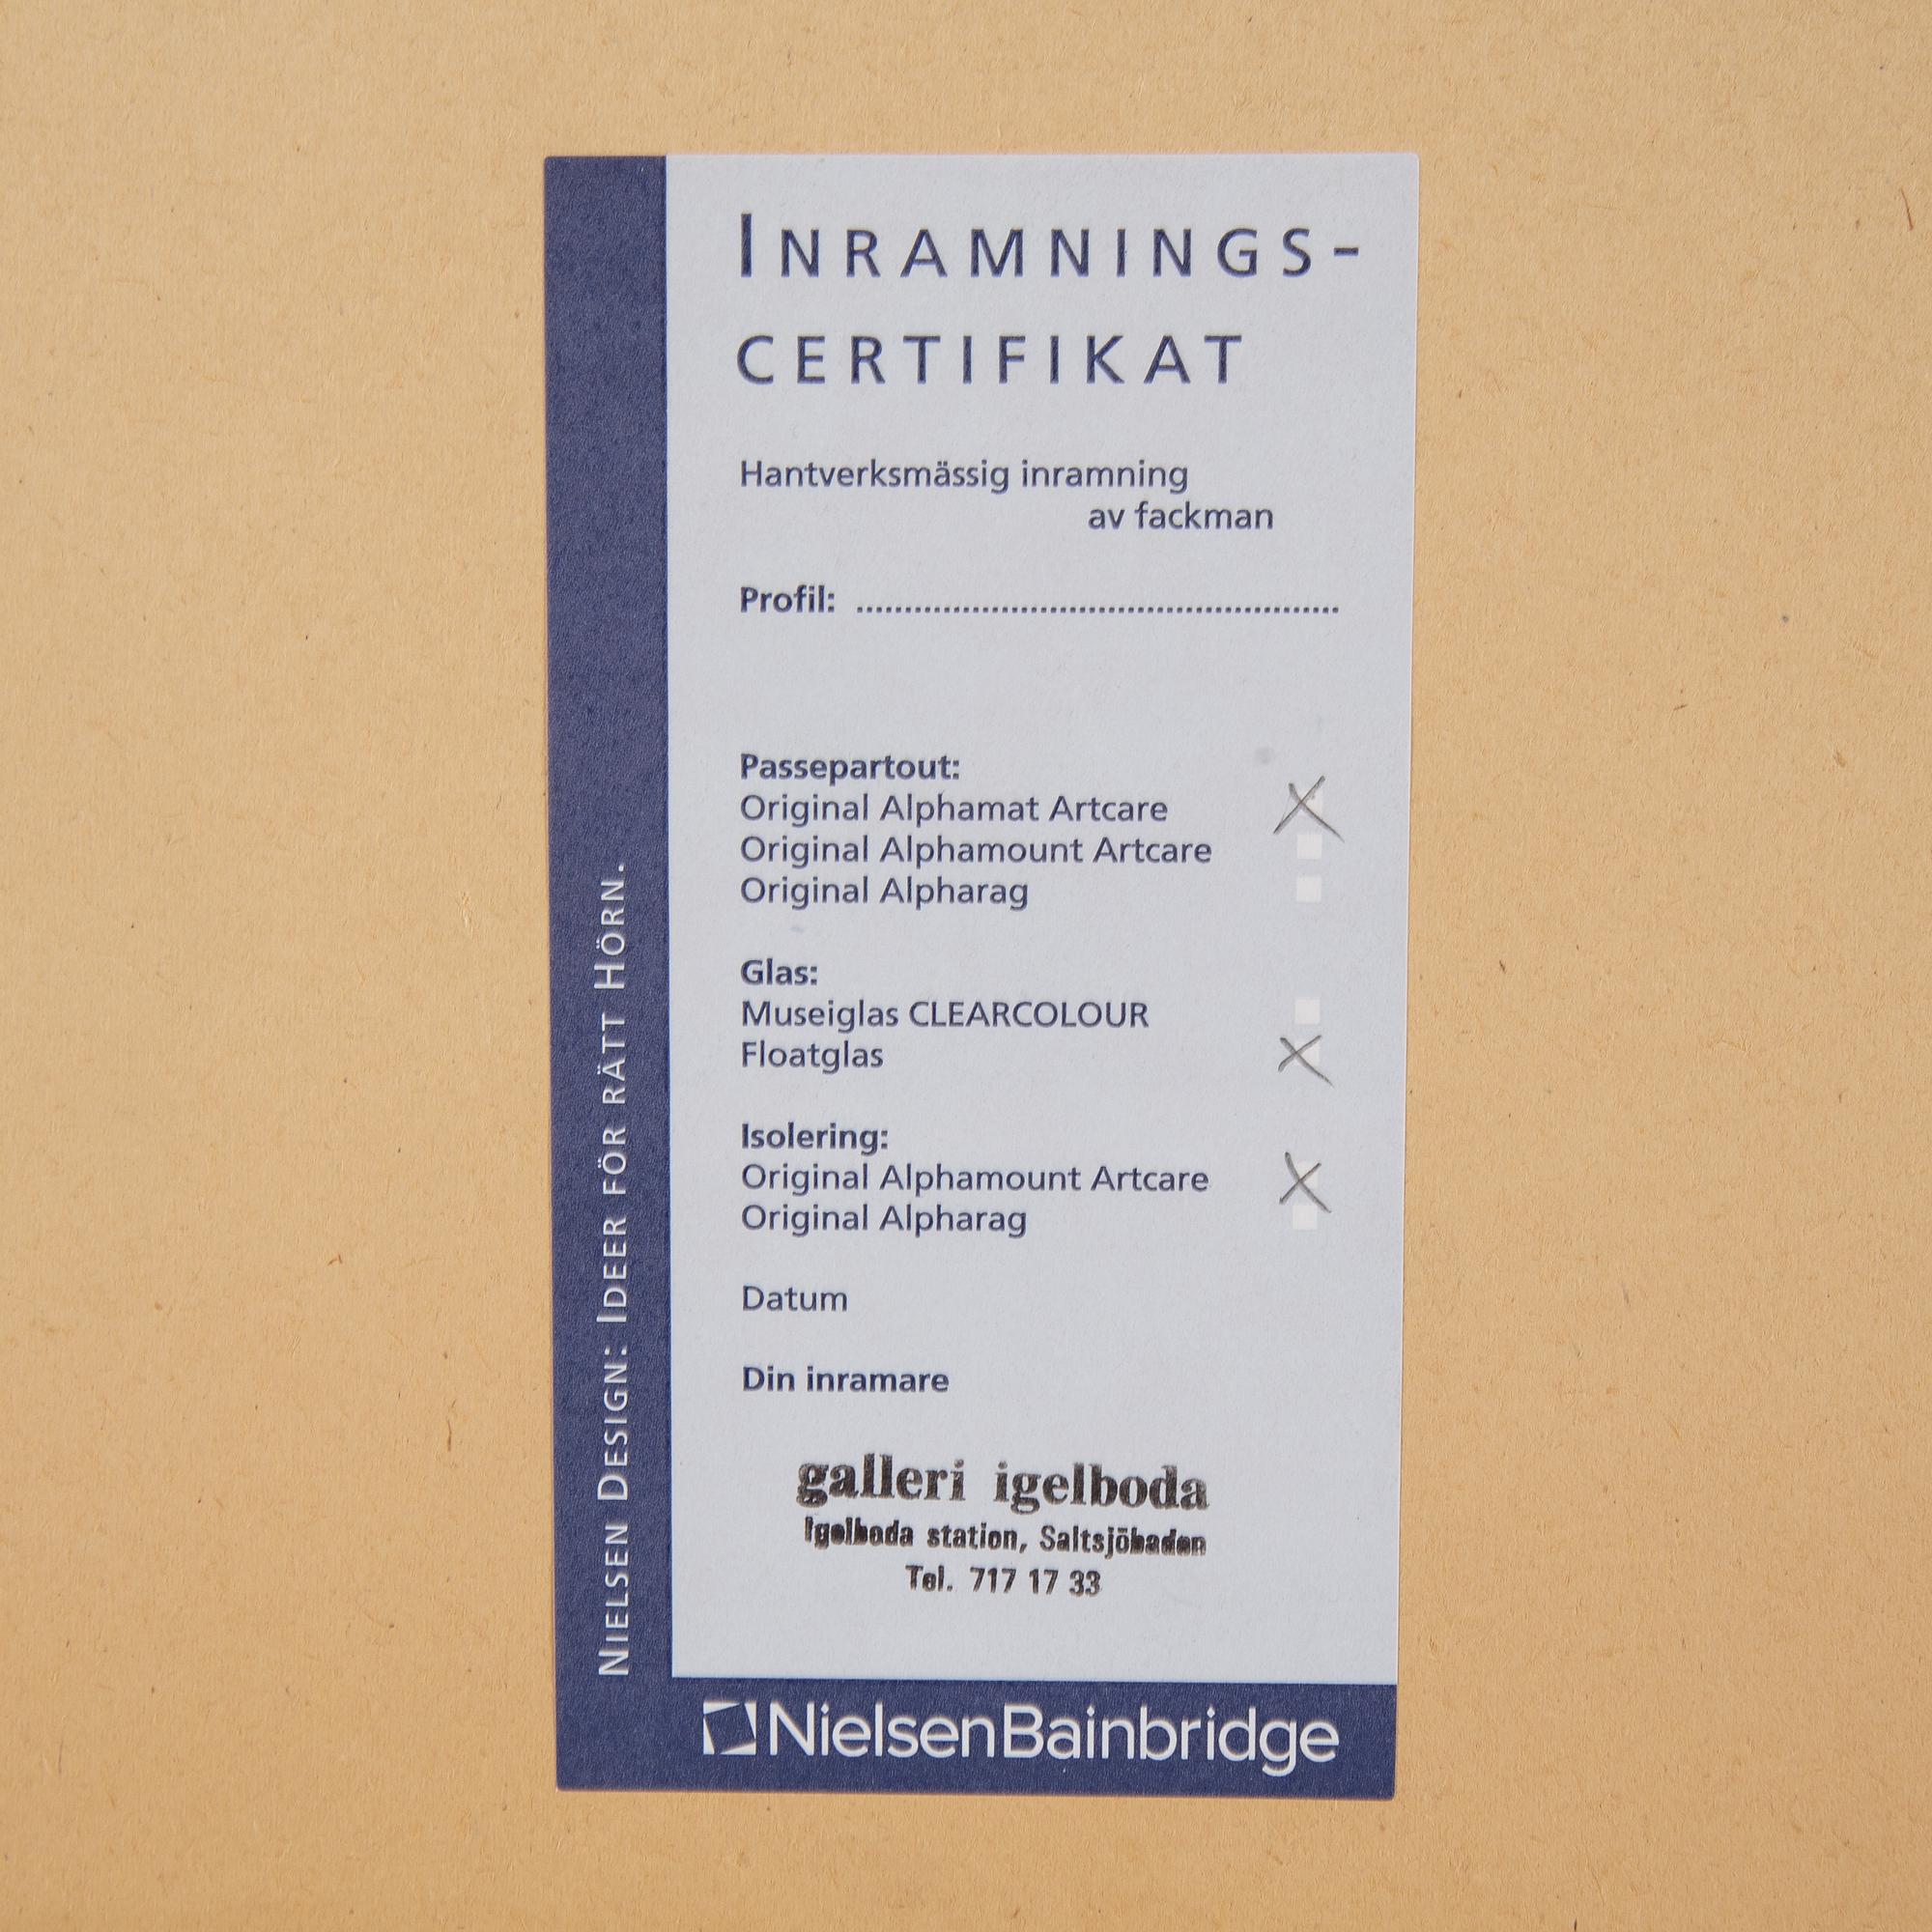 INRAMNINGS-
CERTIFIKAT
Hantverksmässig inramning
av fackman
Profil: ..................................................
Passepartout:
Original Alphamat Artcare X
Original Alphamount Artcare
Original Alpharag
Glas:
Museiglas CLEARCOLOUR
Floatglas X
Isolering:
Original Alphamount Artcare X
Original Alpharag
Datum
Din inramare
galleri igelboda
Igelboda station, Saltsjöbaden
Tel. 717 17 33
NIELSEN DESIGN: IDEER FÖR RÄTT HÖRN.
NielsenBainbridge